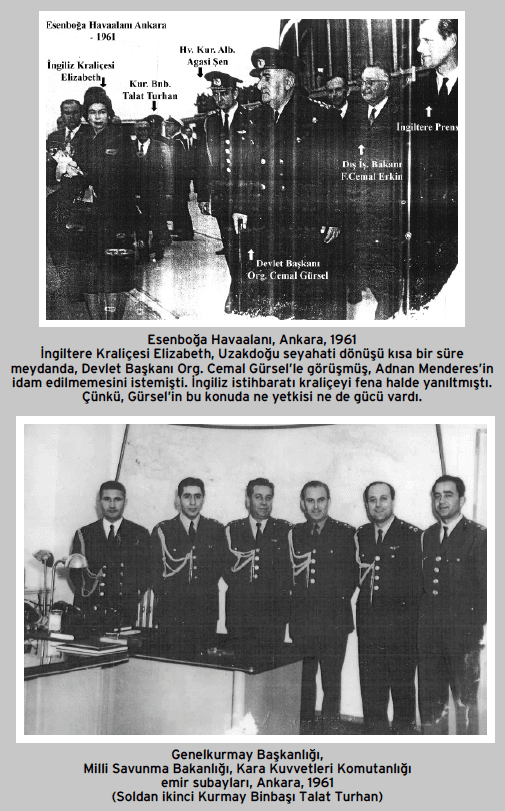 Esenboğa Havaalanı Ankara
- 1961
Hv. Kur. Alb.
Agasi Şen
İngiliz Kraliçesi
Elizabeth
Kur. Bnb.
Talat Turhan
İngiltere Prens
Dış İş. Bakanı
F.Cemal Erkin
Devlet Başkanı
Org. Cemal Gürsel
Esenboğa Havaalanı, Ankara, 1961
İngiltere Kraliçesi Elizabeth, Uzakdoğu seyahati dönüşü kısa bir süre
meydanda, Devlet Başkanı Org. Cemal Gürsel'le görüşmüş, Adnan Menderes'in
idam edilmemesini istemişti. İngiliz istihbaratı kraliçeyi fena halde yanıltmıştı.
Çünkü, Gürsel'in bu konuda ne yetkisi ne de gücü vardı.
Genelkurmay Başkanlığı,
Milli Savunma Bakanlığı, Kara Kuvvetleri Komutanlığı
emir subayları, Ankara, 1961
(Soldan ikinci Kurmay Binbaşı Talat Turhan)